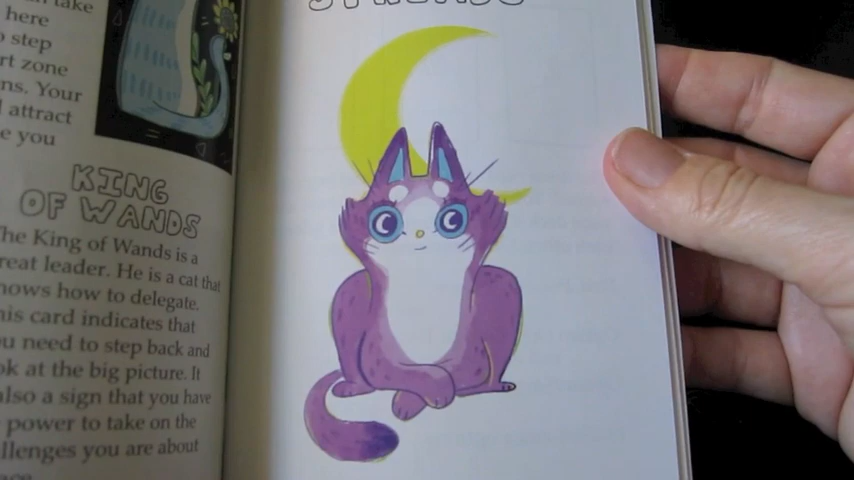 take
here
step
rt zone
ns. Your
attract
e you
KING
OF WANDS
The King of Wands is a
reat leader. He is a cat that
nows how to delegate.
his card indicates that
u need to step back and
ok at the big picture. It
also a sign that you have
power to take on the
llenges you are about